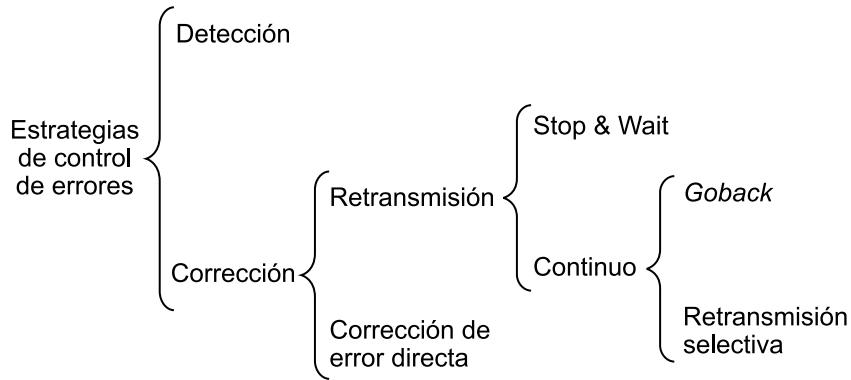 Estrategias
de control
de errores
Detección
Corrección
Retransmisión
Corrección de
error directa
Stop & Wait
Continuo
Goback
Retransmisión
selectiva